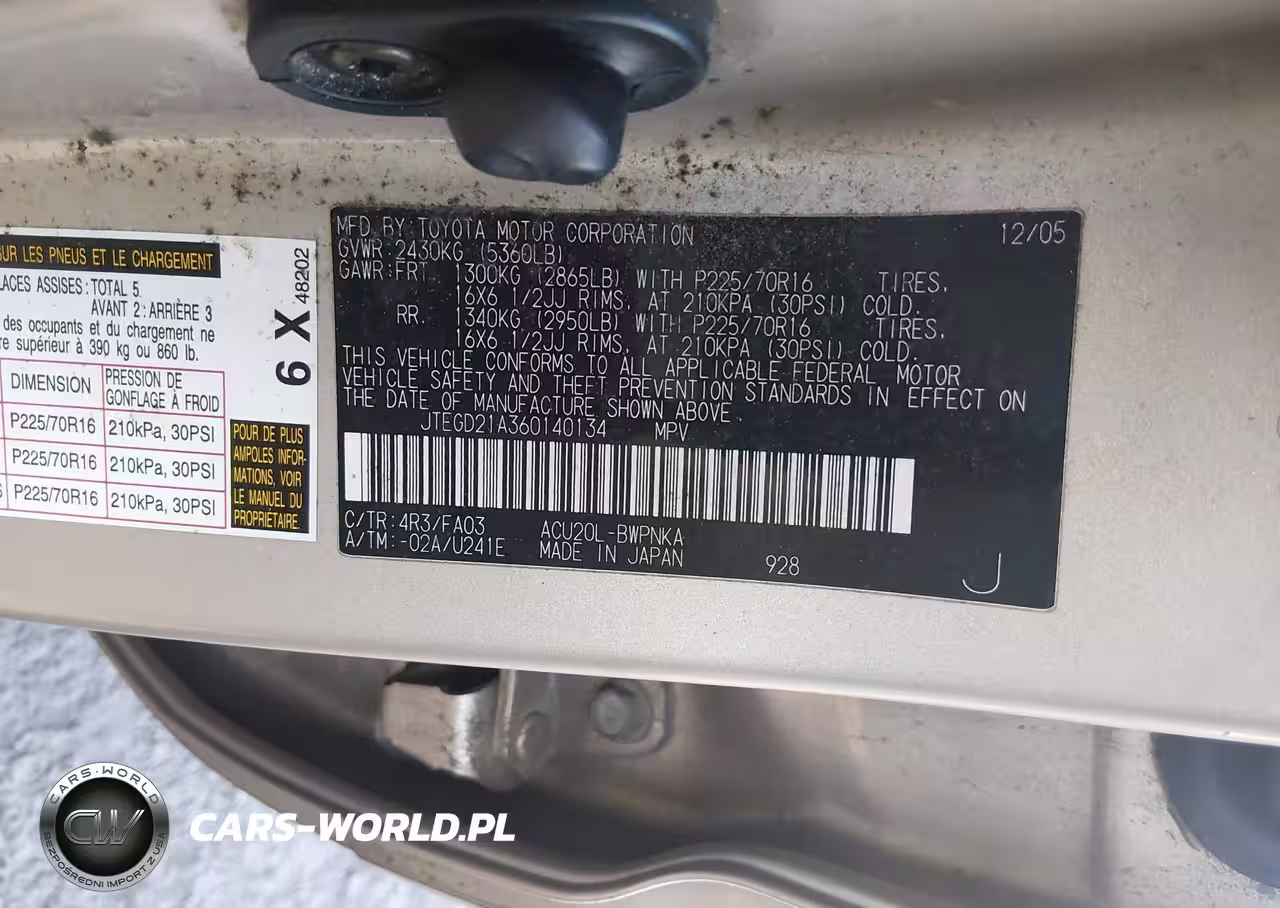 MFD BY: TOYOTA MOTOR CORPORATION 12/05
GVWR: 2430KG (5360LB)
GAWR: FRT. 1300KG (2865LB) WITH P225/70R16 TIRES,
16X6 1/2JJ RIMS, AT 210KPA (30PSI) COLD.
RR. 1340KG (2950LB) WITH P225/70R16 TIRES,
16X6 1/2JJ RIMS, AT 210KPA (30PSI) COLD.
THIS VEHICLE CONFORMS TO ALL APPLICABLE FEDERAL MOTOR
VEHICLE SAFETY AND THEFT PREVENTION STANDARDS IN EFFECT ON
THE DATE OF MANUFACTURE SHOWN ABOVE.
JTEGD21A360140134 MPV
C/TR: 4R3/FA03 ACU20L-BWPNKA
A/TM: -02A/U241E MADE IN JAPAN 928 J
SUR LES PNEUS ET LE CHARGEMENT
ASSISES: TOTAL 5
AVANT 2: ARRIÈRE 3
des occupants et du chargement ne
supérieur à 390 kg ou 860 lb.
DIMENSION PRESSION DE
GONFLAGE À FROID
P225/70R16 210kPa, 30PSI
P225/70R16 210kPa, 30PSI
P225/70R16 210kPa, 30PSI
6 X 48202
POUR DE PLUS
AMPOLES INFOR-
MATIONS, VOIR
LE MANUEL DU
PROPRIÉTAIRE.
CARS-WORLD
CW
BEZPOŚREDNI IMPORT Z USA
CARS-WORLD.PL